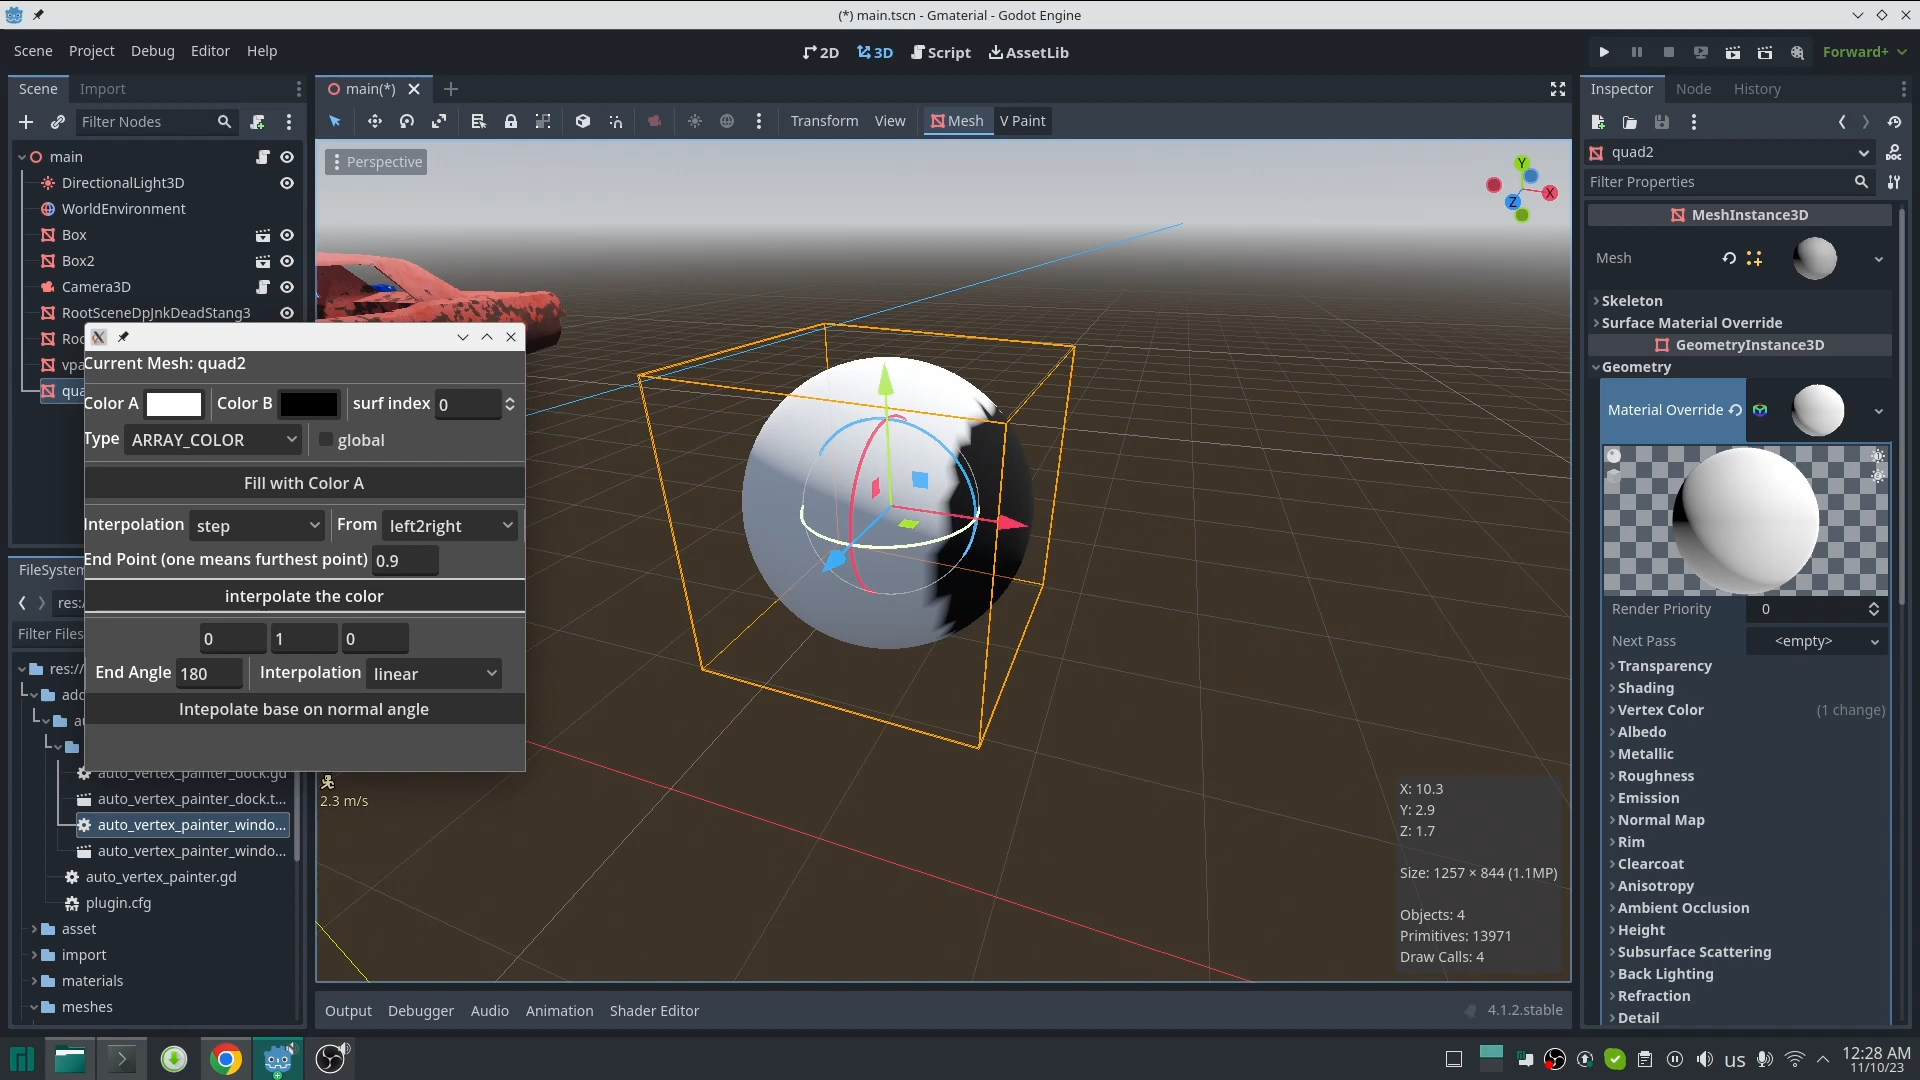 (*) main.tscn - Gmaterial - Godot Engine
Scene Project Debug Editor Help
2D 3D Script AssetLib
Forward+
Scene Import
Filter Nodes
main
DirectionalLight3D
WorldEnvironment
Box
Box2
Camera3D
RootSceneDpJnkDeadStang3
Roo
vpa
qua
Current Mesh: quad2
Color A Color B surf index 0
Type ARRAY_COLOR global
Fill with Color A
Interpolation step From left2right
End Point (one means furthest point) 0.9
interpolate the color
0 1 0
End Angle 180 Interpolation linear
Intepolate base on normal angle
FileSystem
res:
Filter Files
res://
add
au
auto_vertex_painter_dock.gd
auto_vertex_painter_dock.t...
auto_vertex_painter_windo...
auto_vertex_painter_windo...
auto_vertex_painter.gd
plugin.cfg
asset
import
materials
meshes
main(*)
Transform View Mesh V Paint
Perspective
Y
X
Z
2.3 m/s
X: 10.3
Y: 2.9
Z: 1.7
Size: 1257 × 844 (1.1MP)
Objects: 4
Primitives: 13971
Draw Calls: 4
Output Debugger Audio Animation Shader Editor
4.1.2.stable
Inspector Node History
quad2
DOC
Filter Properties
MeshInstance3D
Mesh
Skeleton
Surface Material Override
GeometryInstance3D
Geometry
Material Override
Render Priority 0
Next Pass <empty>
Transparency
Shading
Vertex Color (1 change)
Albedo
Metallic
Roughness
Emission
Normal Map
Rim
Clearcoat
Anisotropy
Ambient Occlusion
Height
Subsurface Scattering
Back Lighting
Refraction
Detail
us
12:28 AM
11/10/23